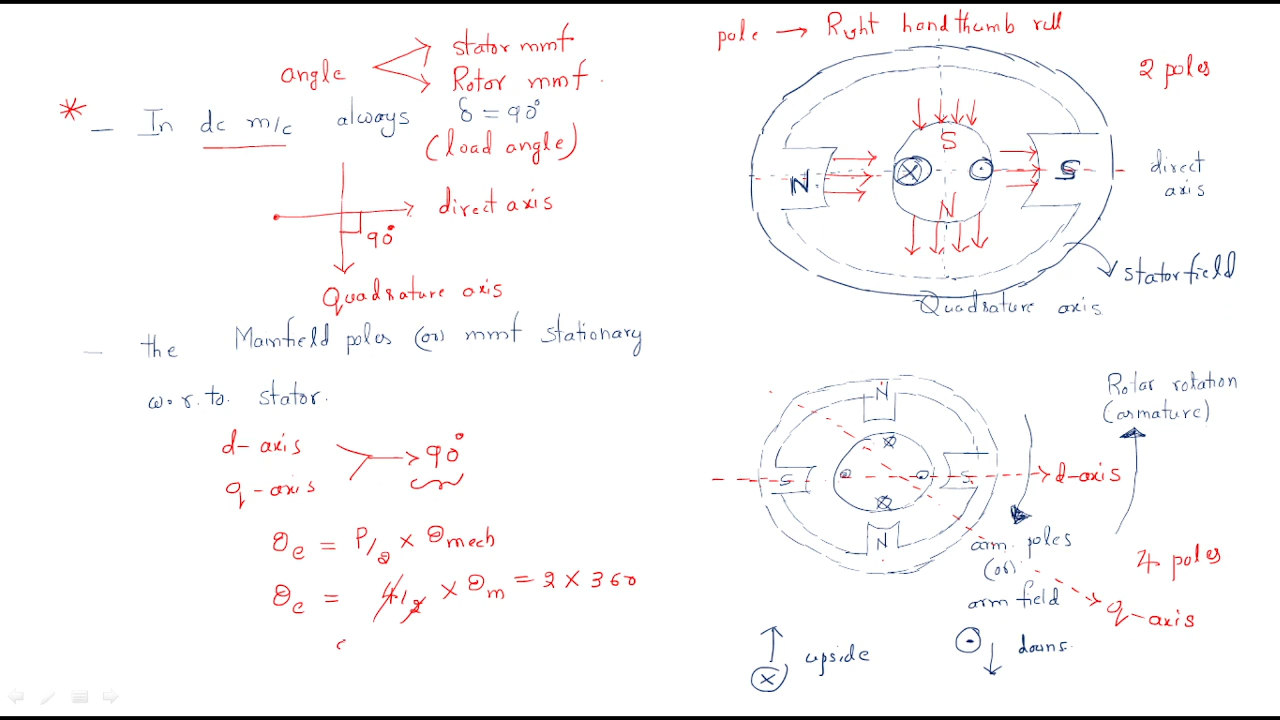 angle
stator mmf
Rotor mmf.
* - In dc m/c always δ = 90°
(load angle)
direct axis
90°
Quadrature axis
- the Mainfield poles (or) mmf stationary
w.r.to. stator.
d-axis
q-axis
90°
θe = P/2 × θmech
θe = 4/2 × θm = 2 × 360
pole → Right hand thumb rull
2 poles
S
N
S
N
direct
axis
stator field
Quadrature axis
Rotar rotation
(armature)
N
S
S
N
d-axis
arm. poles
(or)
arm field
4 poles
q-axis
upside
downs.